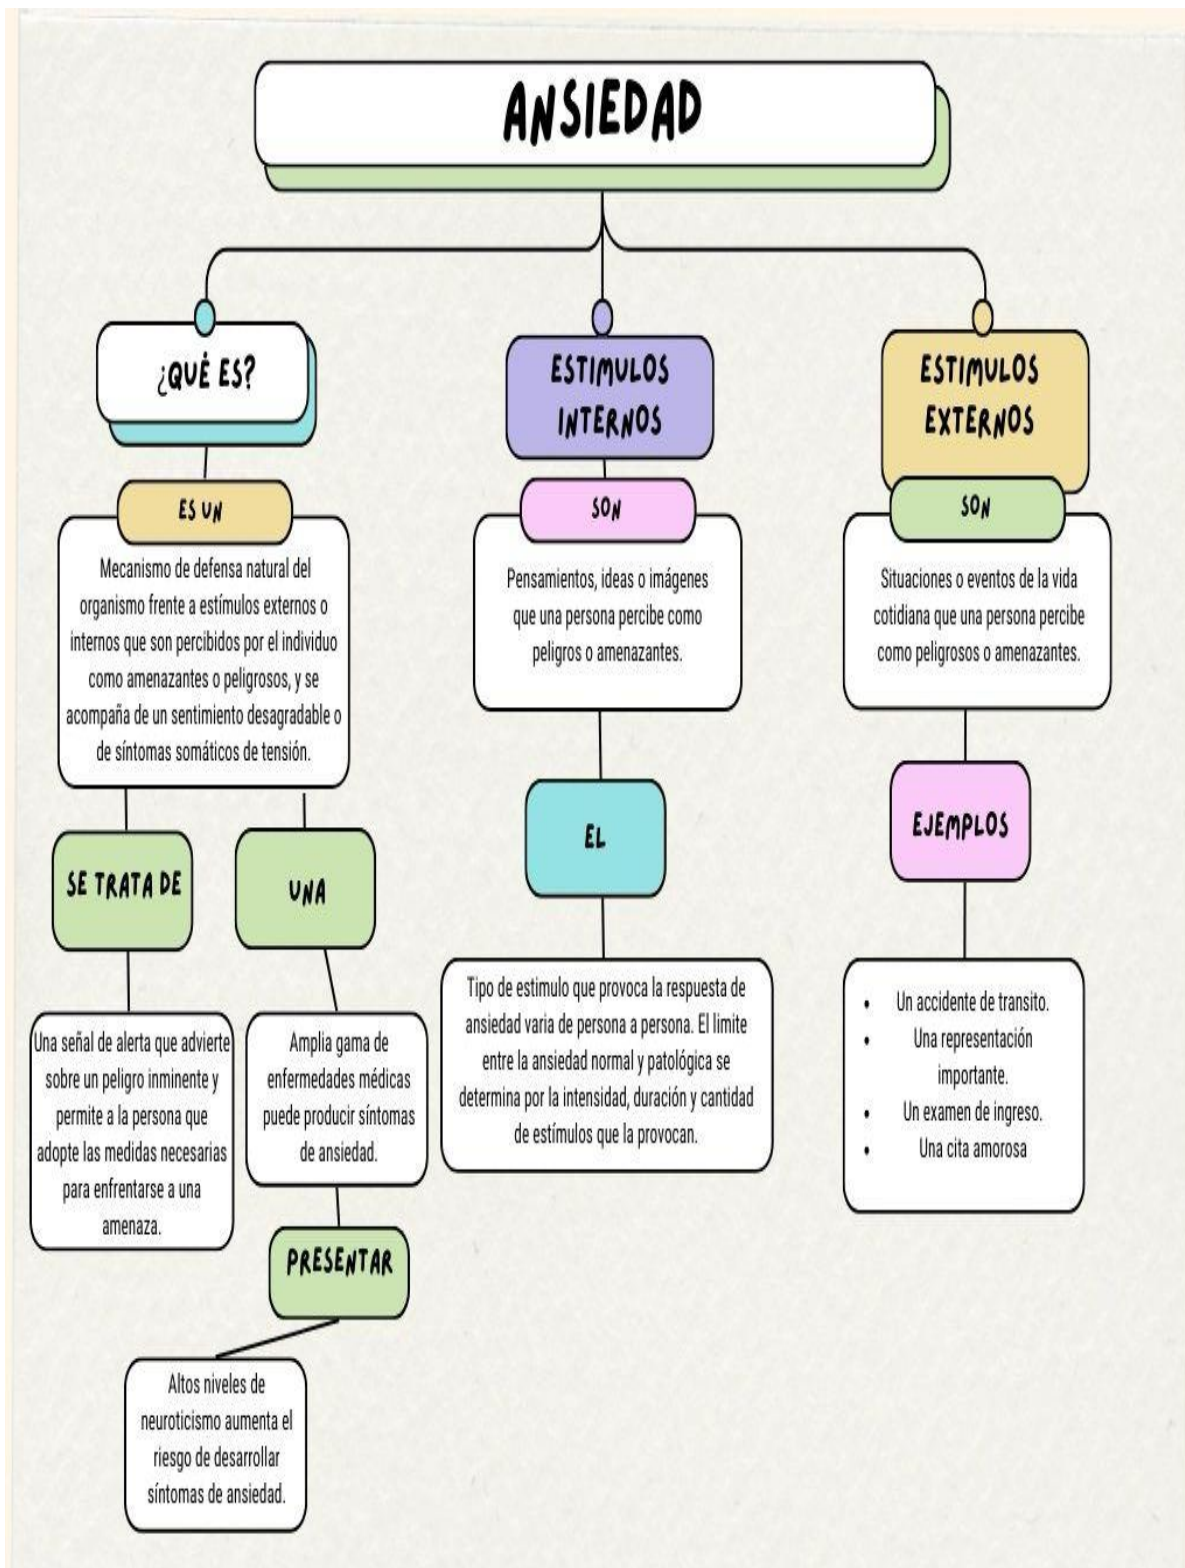 ANSIEDAD
¿QUÉ ES?
ES UN
Mecanismo de defensa natural del
organismo frente a estímulos externos o
internos que son percibidos por el individuo
como amenazantes o peligrosos, y se
acompaña de un sentimiento desagradable o
de síntomas somáticos de tensión.
SE TRATA DE
Una señal de alerta que advierte
sobre un peligro inminente y
permite a la persona que
adopte las medidas necesarias
para enfrentarse a una
amenaza.
UNA
Amplia gama de
enfermedades médicas
puede producir síntomas
de ansiedad.
PRESENTAR
Altos niveles de
neuroticismo aumenta el
riesgo de desarrollar
síntomas de ansiedad.
ESTIMULOS
INTERNOS
SON
Pensamientos, ideas o imágenes
que una persona percibe como
peligros o amenazantes.
EL
Tipo de estimulo que provoca la respuesta de
ansiedad varia de persona a persona. El limite
entre la ansiedad normal y patológica se
determina por la intensidad, duración y cantidad
de estímulos que la provocan.
ESTIMULOS
EXTERNOS
SON
Situaciones o eventos de la vida
cotidiana que una persona percibe
como peligrosos o amenazantes.
EJEMPLOS
• Un accidente de transito.
• Una representación
importante.
• Un examen de ingreso.
• Una cita amorosa